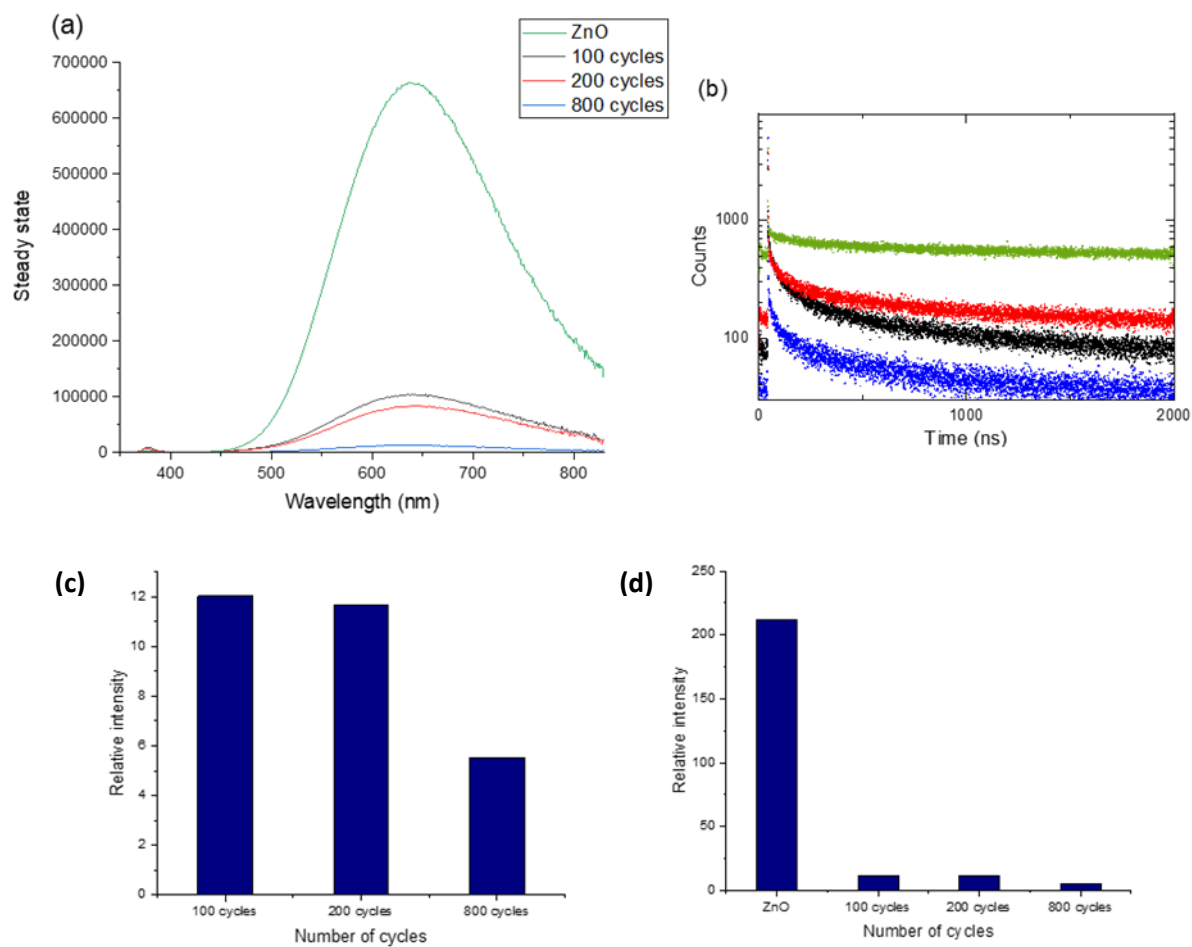 (a)
ZnO
100 cycles
200 cycles
800 cycles
700000
600000
500000
400000
300000
200000
100000
0
Steady state
400
500
600
700
800
Wavelength (nm)
(b)
1000
100
Counts
0
1000
2000
Time (ns)
(c)
12
10
8
6
4
2
0
Relative intensity
100 cycles
200 cycles
800 cycles
Number of cycles
(d)
250
200
150
100
50
0
Relative intensity
ZnO
100 cycles
200 cycles
800 cycles
Number of cycles